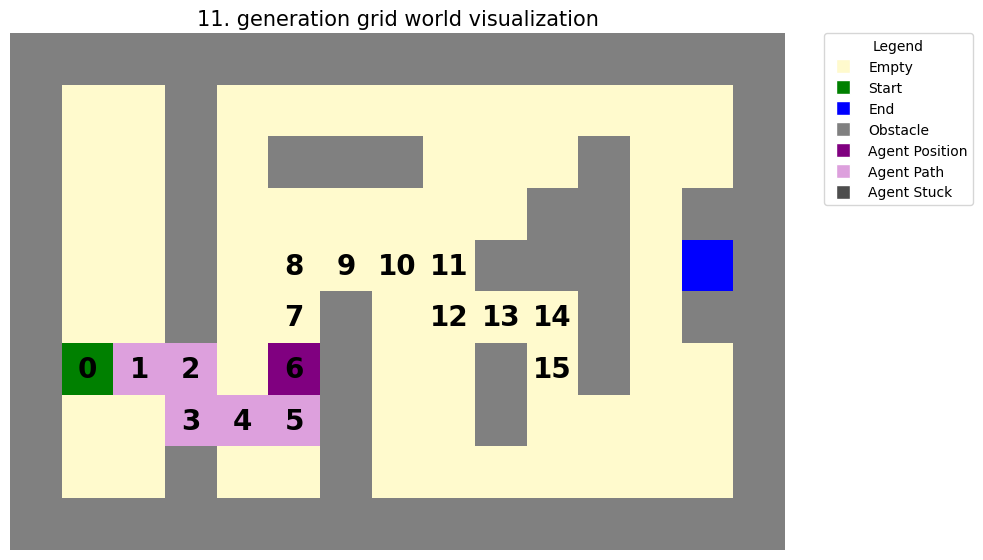 11. generation grid world visualization
Legend
Empty
Start
End
Obstacle
Agent Position
Agent Path
Agent Stuck
8 9 10 11
7 12 13 14
0 1 2 6 15
3 4 5